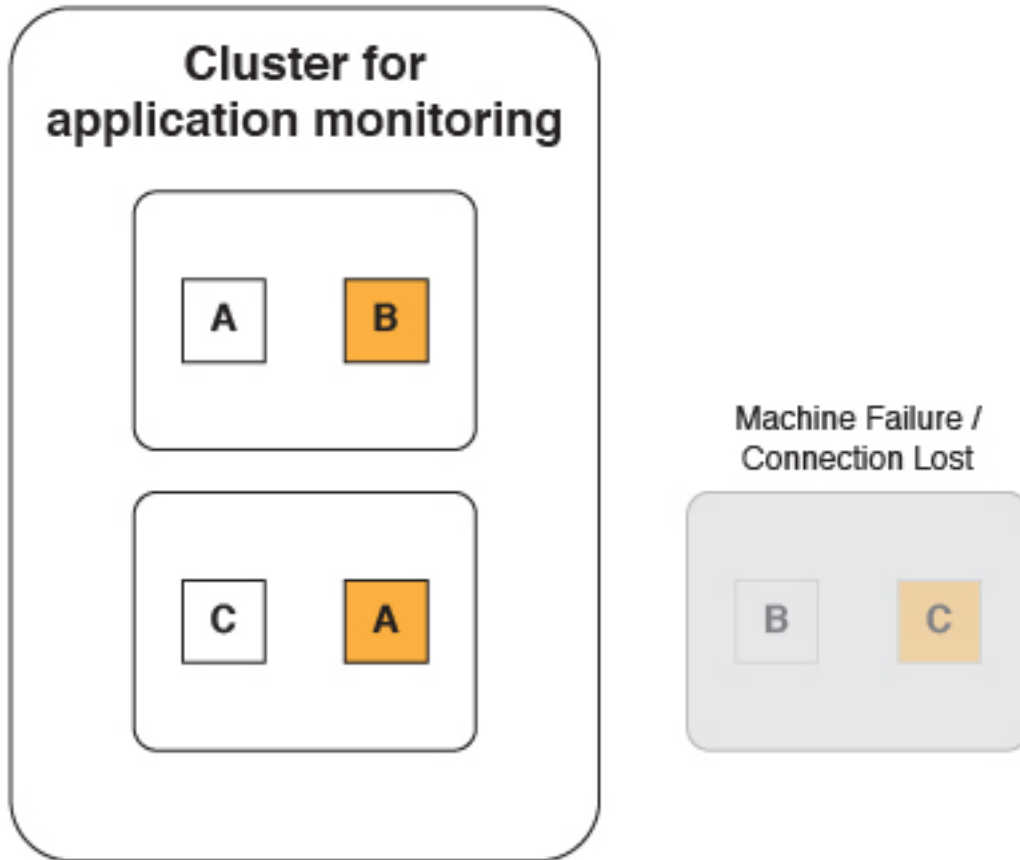 Cluster for
application monitoring
A B
Machine Failure /
Connection Lost
C A
B C